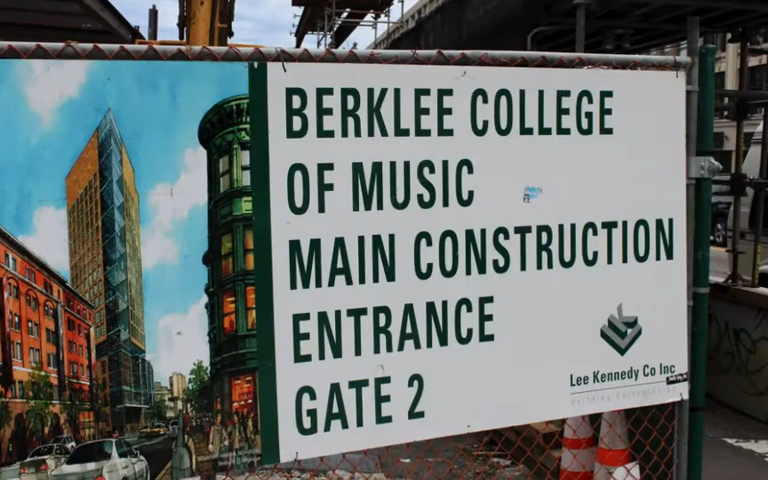 BERKLEE COLLEGE
OF MUSIC
MAIN CONSTRUCTION
ENTRANCE
GATE 2
Lee Kennedy Co Inc